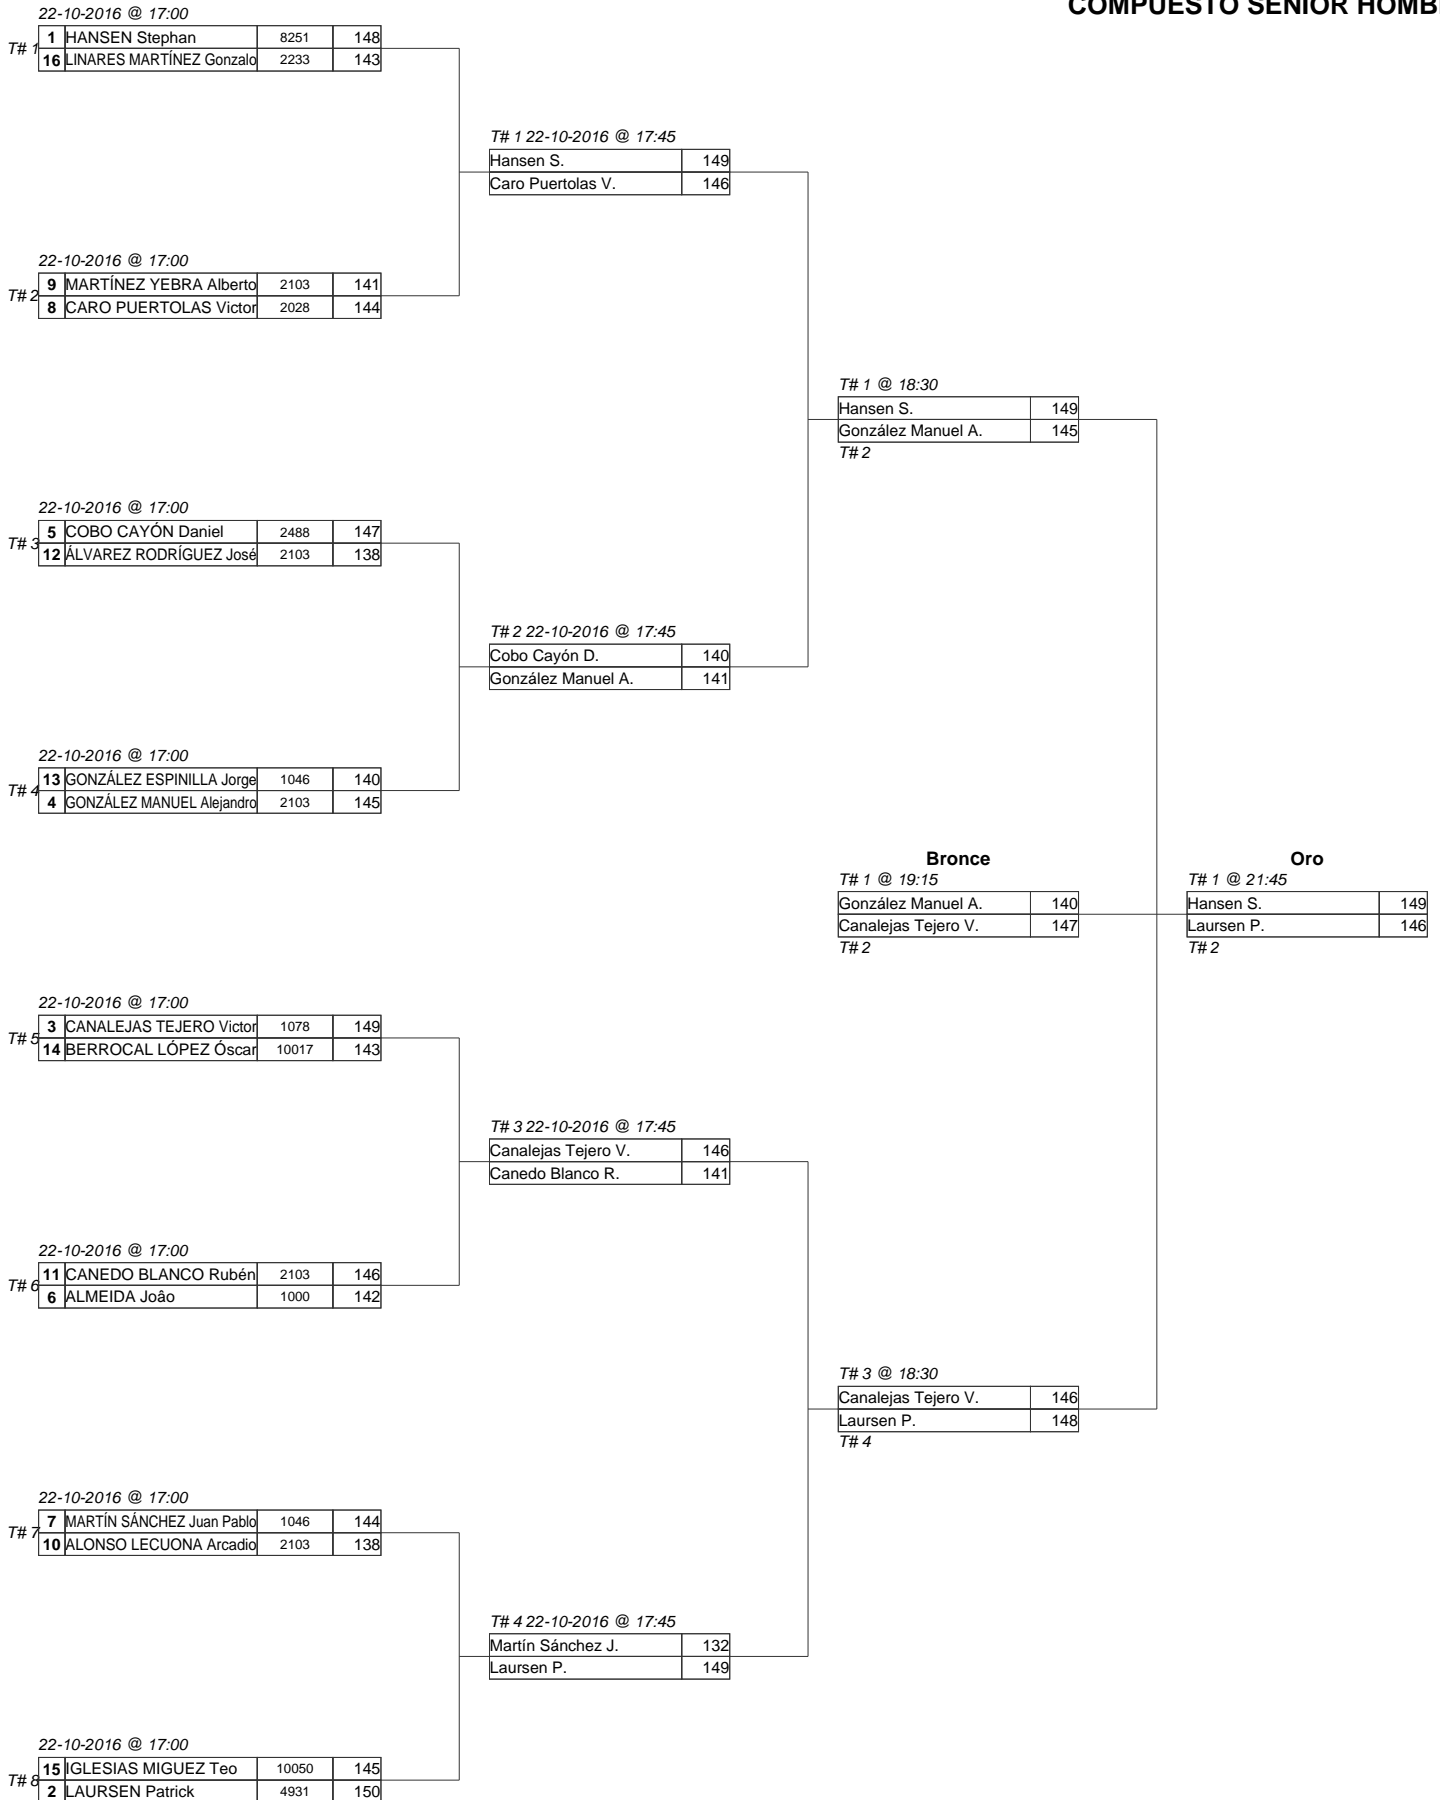 COMPUESTO SENIOR HOMB
22-10-2016 @ 17:00
T# 1
1 HANSEN Stephan 8251 148
16 LINARES MARTÍNEZ Gonzalo 2233 143
T# 1 22-10-2016 @ 17:45
Hansen S. 149
Caro Puertolas V. 146
22-10-2016 @ 17:00
T# 2
9 MARTÍNEZ YEBRA Alberto 2103 141
8 CARO PUERTOLAS Victor 2028 144
T# 1 @ 18:30
Hansen S. 149
González Manuel A. 145
T# 2
22-10-2016 @ 17:00
T# 3
5 COBO CAYÓN Daniel 2488 147
12 ÁLVAREZ RODRÍGUEZ José 2103 138
T# 2 22-10-2016 @ 17:45
Cobo Cayón D. 140
González Manuel A. 141
22-10-2016 @ 17:00
T# 4
13 GONZÁLEZ ESPINILLA Jorge 1046 140
4 GONZÁLEZ MANUEL Alejandro 2103 145
Bronce
T# 1 @ 19:15
González Manuel A. 140
Canalejas Tejero V. 147
T# 2
Oro
T# 1 @ 21:45
Hansen S. 149
Laursen P. 146
T# 2
22-10-2016 @ 17:00
T# 5
3 CANALEJAS TEJERO Victor 1078 149
14 BERROCAL LÓPEZ Óscar 10017 143
T# 3 22-10-2016 @ 17:45
Canalejas Tejero V. 146
Canedo Blanco R. 141
22-10-2016 @ 17:00
T# 6
11 CANEDO BLANCO Rubén 2103 146
6 ALMEIDA Joâo 1000 142
T# 3 @ 18:30
Canalejas Tejero V. 146
Laursen P. 148
T# 4
22-10-2016 @ 17:00
T# 7
7 MARTÍN SÁNCHEZ Juan Pablo 1046 144
10 ALONSO LECUONA Arcadio 2103 138
T# 4 22-10-2016 @ 17:45
Martín Sánchez J. 132
Laursen P. 149
22-10-2016 @ 17:00
T# 8
15 IGLESIAS MIGUEZ Teo 10050 145
2 LAURSEN Patrick 4931 150